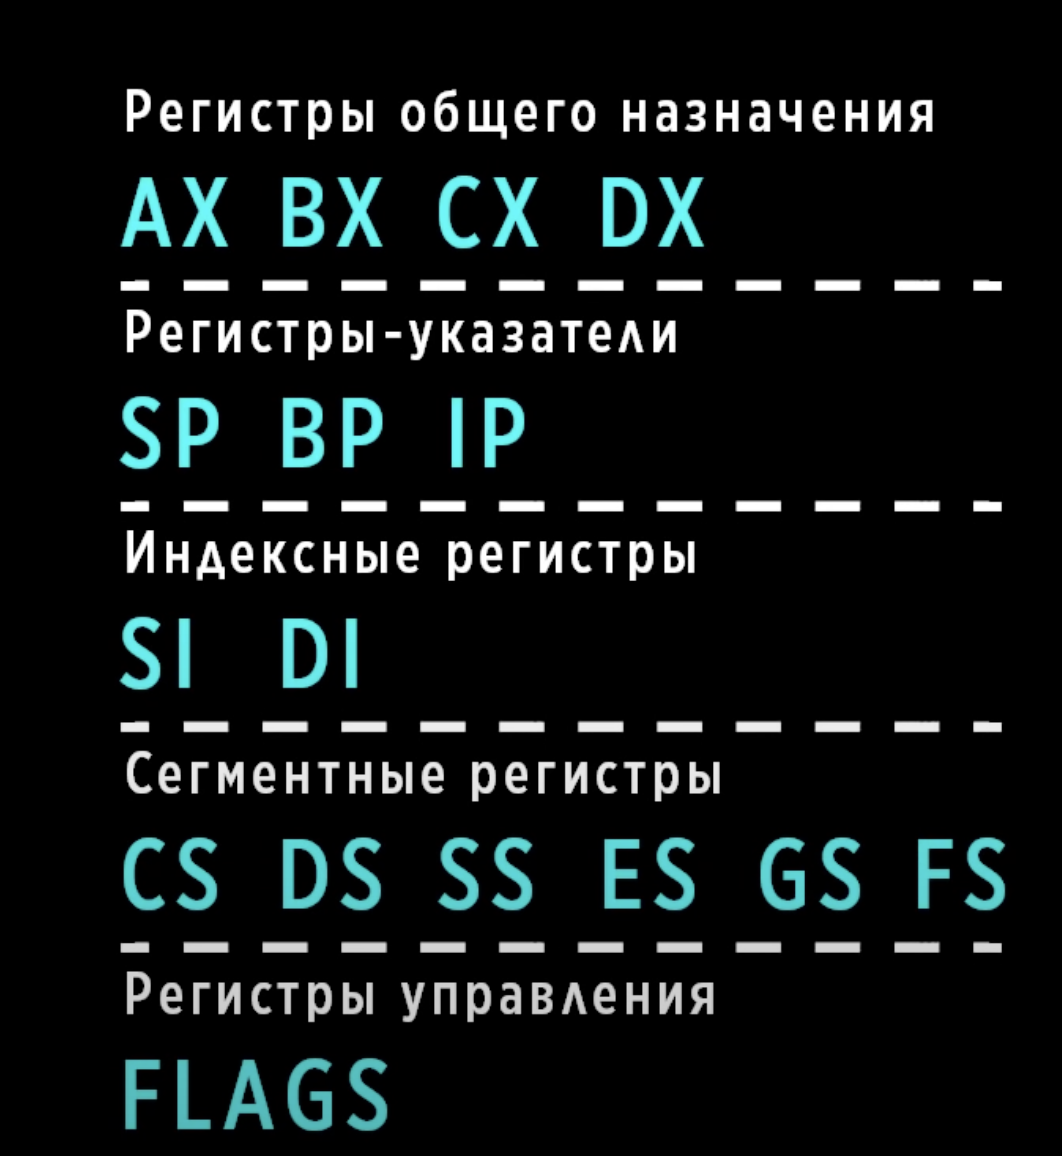 Регистры общего назначения
AX BX CX DX
Регистры-указатели
SP BP IP
Индексные регистры
SI DI
Сегментные регистры
CS DS SS ES GS FS
Регистры управления
FLAGS